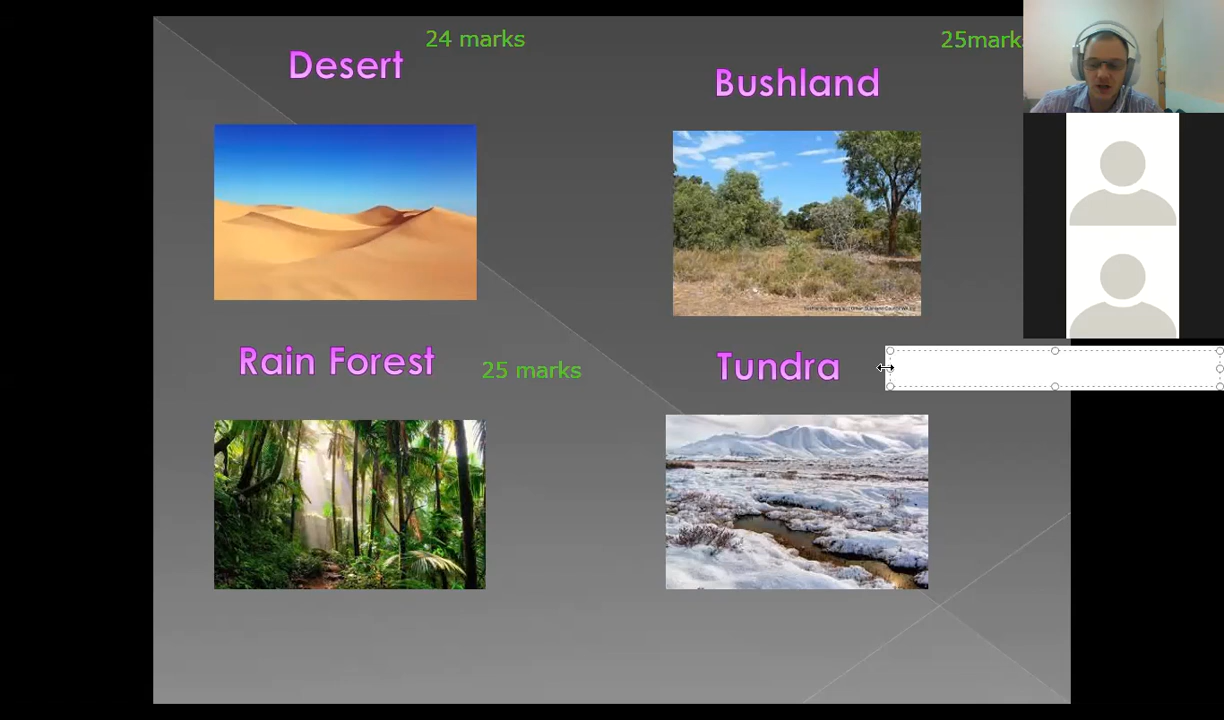 24 marks
Desert
25mark
Bushland
Rain Forest
25 marks
Tundra